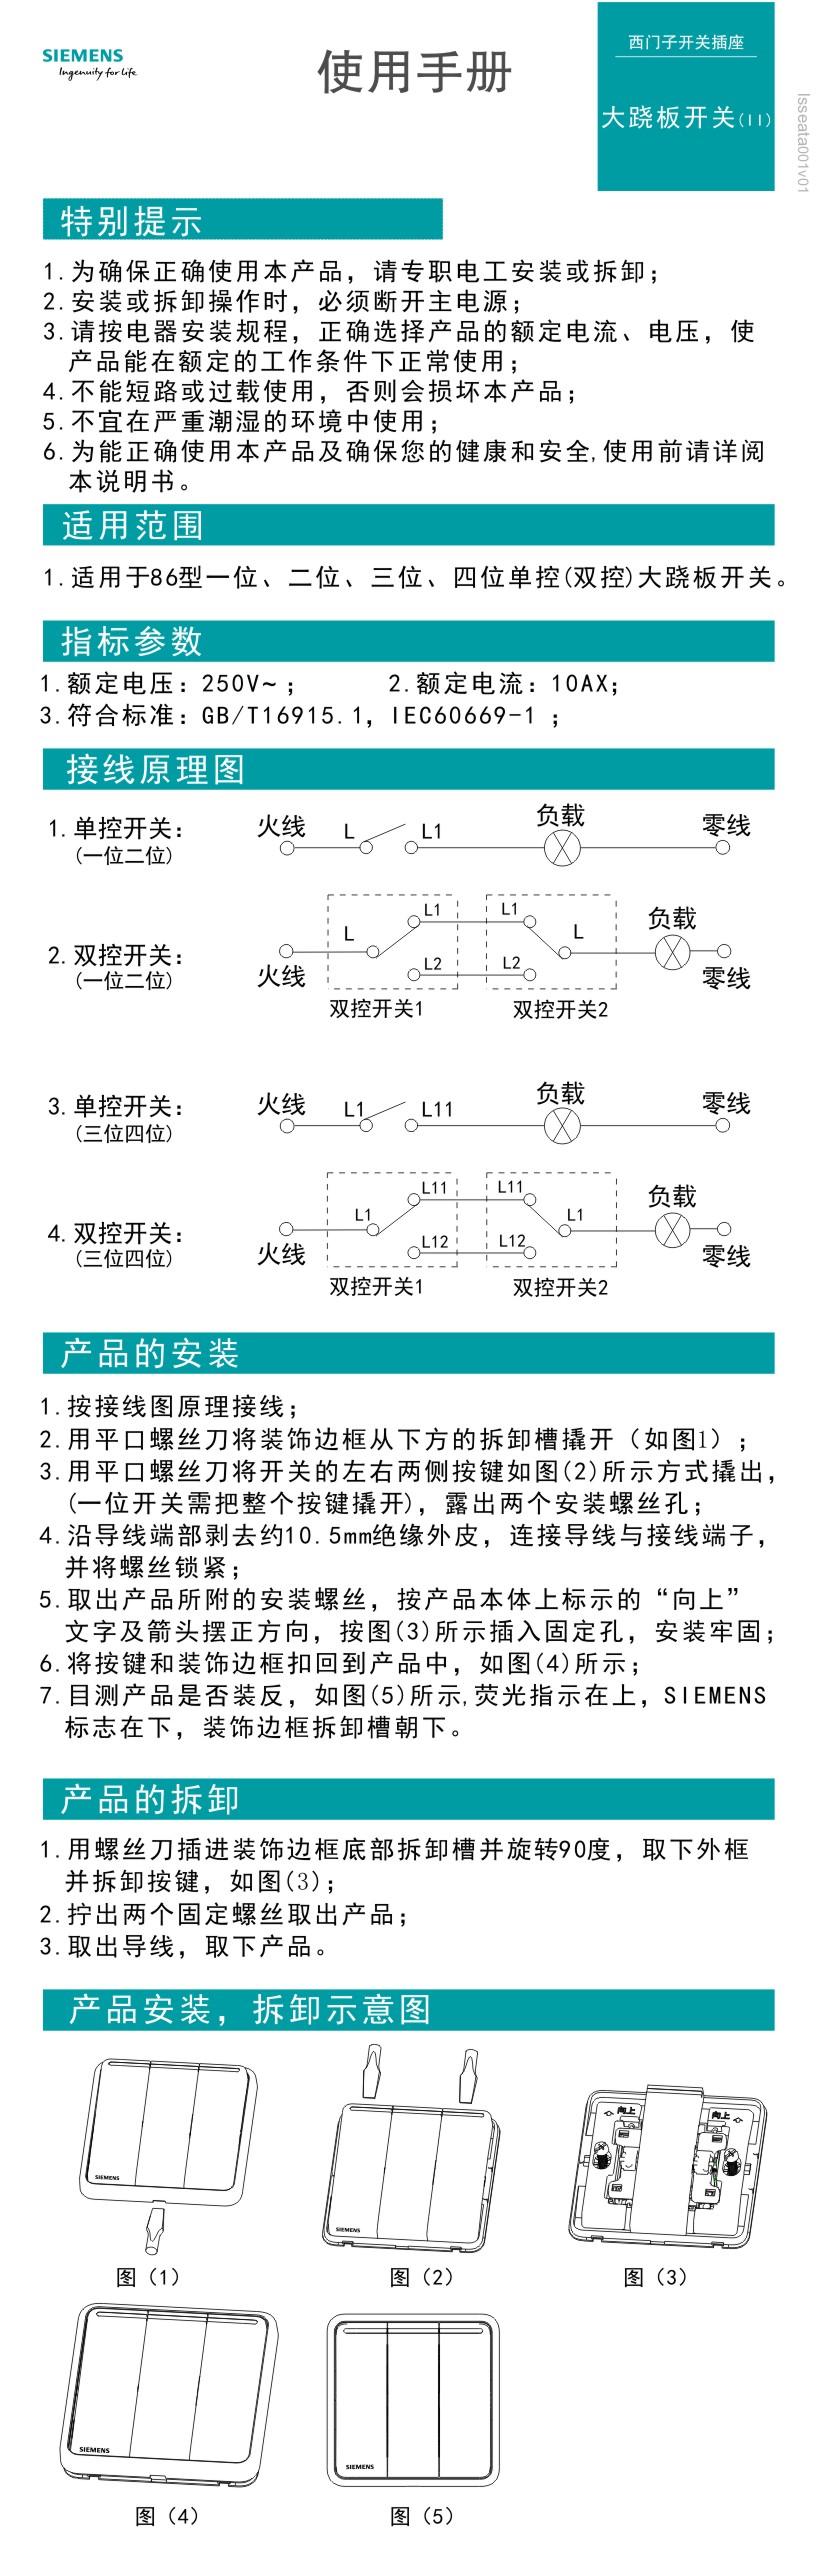 SIEMENS
Ingenuity for life
使用手册
西门子开关插座
大跷板开关(II)
lsseata001v01
特别提示
1.为确保正确使用本产品，请专职电工安装或拆卸；
2.安装或拆卸操作时，必须断开主电源；
3.请按电器安装规程，正确选择产品的额定电流、电压，使
产品能在额定的工作条件下正常使用；
4.不能短路或过载使用，否则会损坏本产品；
5.不宜在严重潮湿的环境中使用；
6.为能正确使用本产品及确保您的健康和安全,使用前请详阅
本说明书。
适用范围
1.适用于86型一位、二位、三位、四位单控(双控)大跷板开关。
指标参数
1.额定电压：250V~； 2.额定电流：10AX；
3.符合标准：GB/T16915.1，IEC60669-1 ；
接线原理图
1.单控开关：
(一位二位)
火线 L L1 负载 零线
2.双控开关：
(一位二位)
L L1 L1 L 负载
火线 L2 L2 零线
双控开关1 双控开关2
3.单控开关：
(三位四位)
火线 L1 L11 负载 零线
4.双控开关：
(三位四位)
L1 L11 L11 L1 负载
火线 L12 L12 零线
双控开关1 双控开关2
产品的安装
1.按接线图原理接线；
2.用平口螺丝刀将装饰边框从下方的拆卸槽撬开（如图1）；
3.用平口螺丝刀将开关的左右两侧按键如图(2)所示方式撬出，
(一位开关需把整个按键撬开)，露出两个安装螺丝孔；
4.沿导线端部剥去约10.5mm绝缘外皮，连接导线与接线端子，
并将螺丝锁紧；
5.取出产品所附的安装螺丝，按产品本体上标示的“向上”
文字及箭头摆正方向，按图(3)所示插入固定孔，安装牢固；
6.将按键和装饰边框扣回到产品中，如图(4)所示；
7.目测产品是否装反，如图(5)所示,荧光指示在上，SIEMENS
标志在下，装饰边框拆卸槽朝下。
产品的拆卸
1.用螺丝刀插进装饰边框底部拆卸槽并旋转90度，取下外框
并拆卸按键，如图(3)；
2.拧出两个固定螺丝取出产品；
3.取出导线，取下产品。
产品安装，拆卸示意图
SIEMENS
SIEMENS
向上 向上
图（1） 图（2） 图（3）
SIEMENS
SIEMENS
图（4） 图（5）